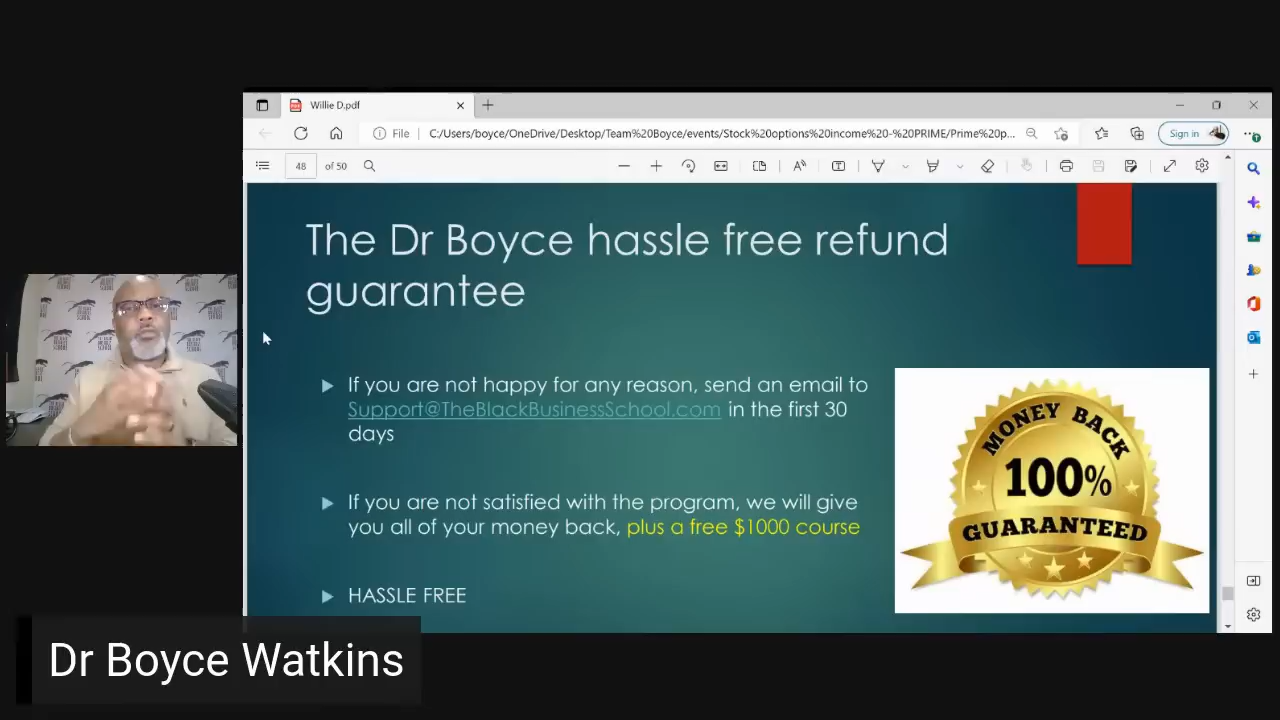 Willie D.pdf
File
C:/Users/boyce/OneDrive/Desktop/Team%20Boyce/events/Stock%20options%20income%20-%20PRIME/Prime%20p...
Sign in
48 of 50
The Dr Boyce hassle free refund
guarantee
If you are not happy for any reason, send an email to
Support@TheBlackBusinessSchool.com in the first 30
days
If you are not satisfied with the program, we will give
you all of your money back, plus a free $1000 course
HASSLE FREE
MONEY BACK
100%
GUARANTEED
Dr Boyce Watkins